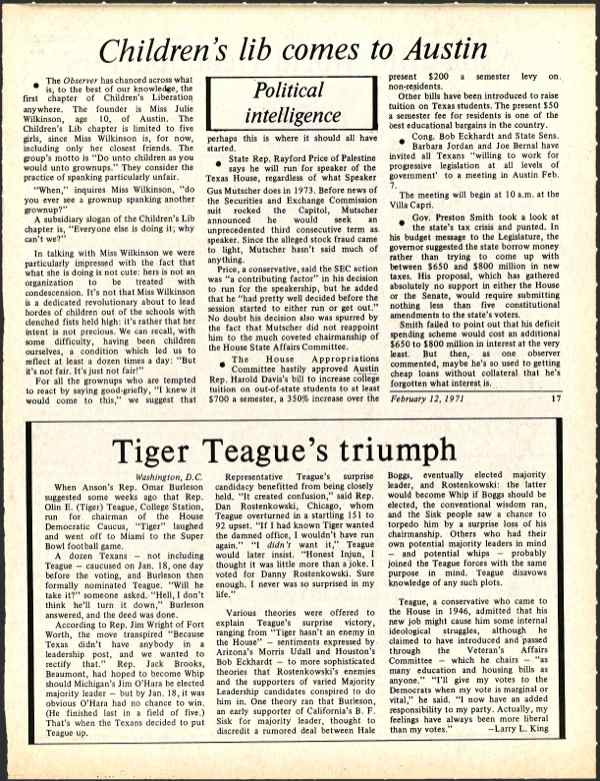 Children's lib comes to Austin
• The Observer has chanced across what
is, to the best of our knowledge, the
first chapter of Children's Liberation
anywhere. The founder is Miss Julie
Wilkinson, age 10, of Austin. The
Children's Lib chapter is limited to five
girls, since Miss Wilkinson is, for now,
including only her closest friends. The
group's motto is "Do unto children as you
would unto grownups." They consider the
practice of spanking particularly unfair.
"When," inquires Miss Wilkinson, "do
you ever see a grownup spanking another
grownup?"
A subsidiary slogan of the Children's Lib
chapter is, "Everyone else is doing it; why
can't we?"
In talking with Miss Wilkinson we were
particularly impressed with the fact that
what she is doing is not cute: hers is not an
organization to be treated with
condescension. It's not that Miss Wilkinson
is a dedicated revolutionary about to lead
hordes of children out of the schools with
clenched fists held high: it's rather that her
intent is not precious. We can recall, with
some difficulty, having been children
ourselves, a condition which led us to
reflect at least a dozen times a day: "But
it's not fair. It's just not fair!"
For all the grownups who are tempted
to react by saying good-griefly, "I knew it
would come to this," we suggest that
Political
intelligence
perhaps this is where it should all have
started.
• State Rep. Rayford Price of Palestine
says he will run for speaker of the
Texas House, regardless of what Speaker
Gus Mutscher does in 1973. Before news of
the Securities and Exchange Commission
suit rocked the Capitol, Mutscher
announced he would seek an
unprecedented third consecutive term as
speaker. Since the alleged stock fraud came
to light, Mutscher hasn't said much of
anything.
Price, a conservative, said the SEC action
was "a contributing factor" in his decision
to run for the speakership, but he added
that he "had pretty well decided before the
session started to either run or get out."
No doubt his decision also was spurred by
the fact that Mutscher did not reappoint
him to the much coveted chairmanship of
the House State Affairs Committee.
• The House Appropriations
Committee hastily approved Austin
Rep. Harold Davis's bill to increase college
tuition on out-of-state students to at least
$700 a semester, a 350% increase over the
present $200 a semester levy on
non-residents.
Other bills have been introduced to raise
tuition on Texas students. The present $50
a semester fee for residents is one of the
best educational bargains in the country.
• Cong. Bob Eckhardt and State Sens.
Barbara Jordan and Joe Bernal have
invited all Texans "willing to work for
progressive legislation at all levels of
government' to a meeting in Austin Feb.
7.
The meeting will begin at 10 a.m. at the
Villa Capri.
• Gov. Preston Smith took a look at
the state's tax crisis and punted. In
his budget message to the Legislature, the
governor suggested the state borrow money
rather than trying to come up with
between $650 and $800 million in new
taxes. His proposal, which has gathered
absolutely no support in either the House
or the Senate, would require submitting
nothing less than five constitutional
amendments to the state's voters.
Smith failed to point out that his deficit
spending scheme would cost an additional
$650 to $800 million in interest at the very
least. But then, as one observer
commented, maybe he's so used to getting
cheap loans without collateral that he's
forgotten what interest is.
February 12, 1971 17
Tiger Teague's triumph
Washington, D.C.
When Anson's Rep. Omar Burleson
suggested some weeks ago that Rep.
Olin E. (Tiger) Teague, College Station,
run for chairman of the House
Democratic Caucus, "Tiger" laughed
and went off to Miami to the Super
Bowl football game.
A dozen Texans – not including
Teague – caucused on Jan. 18, one day
before the voting, and Burleson then
formally nominated Teague. "Will he
take it?" someone asked. "Hell, I don't
think he'll turn it down," Burleson
answered, and the deed was done.
According to Rep. Jim Wright of Fort
Worth, the move transpired "Because
Texas didn't have anybody in a
leadership post, and we wanted to
rectify that." Rep. Jack Brooks,
Beaumont, had hoped to become Whip
should Michigan's Jim O'Hara be elected
majority leader – but by Jan. 18, it was
obvious O'Hara had no chance to win.
(He finished last in a field of five.)
That's when the Texans decided to put
Teague up.
Representative Teague's surprise
candidacy benefitted from being closely
held. "It created confusion," said Rep.
Dan Rostenkowski, Chicago, whom
Teague overturned in a startling 151 to
92 upset. "If I had known Tiger wanted
the damned office, I wouldn't have run
again." "I didn't want it," Teague
would later insist. "Honest Injun, I
thought it was little more than a joke. I
voted for Danny Rostenkowski. Sure
enough. I never was so surprised in my
life."
Various theories were offered to
explain Teague's surprise victory,
ranging from "Tiger hasn't an enemy in
the House" – sentiments expressed by
Arizona's Morris Udall and Houston's
Bob Eckhardt – to more sophisticated
theories that Rostenkowski's enemies
and the supporters of varied Majority
Leadership candidates conspired to do
him in. One theory ran that Burleson,
an early supporter of California's B. F.
Sisk for majority leader, thought to
discredit a rumored deal between Hale
Boggs, eventually elected majority
leader, and Rostenkowski: the latter
would become Whip if Boggs should be
elected, the conventional wisdom ran,
and the Sisk people saw a chance to
torpedo him by a surprise loss of his
chairmanship. Others who had their
own potential majority leaders in mind
– and potential whips – probably
joined the Teague forces with the same
purpose in mind. Teague disavows
knowledge of any such plots.
Teague, a conservative who came to
the House in 1946, admitted that his
new job might cause him some internal
ideological struggles, although he
claimed to have introduced and passed
through the Veteran's Affairs
Committee – which he chairs – "as
many education and housing bills as
anyone." "I'll give my votes to the
Democrats when my vote is marginal or
vital," he said. "I now have an added
responsibility to my party. Actually, my
feelings have always been more liberal
than my votes." —Larry L. King